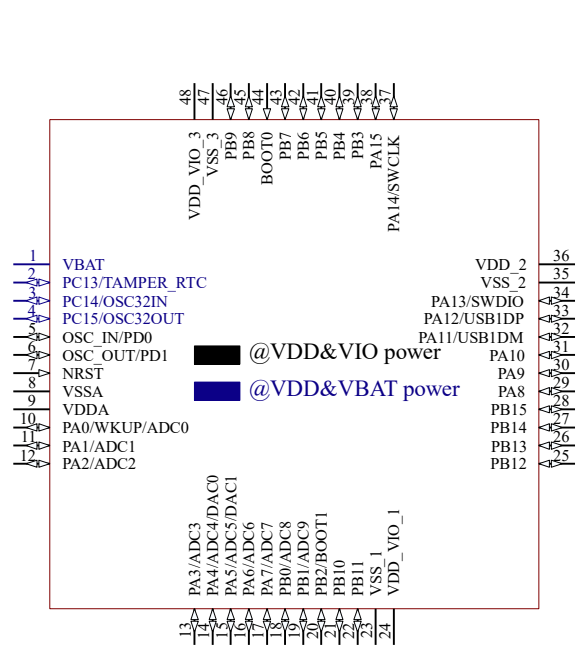 48 47 46 45 44 43 42 41 40 39 38 37
VDD_VIO_3
VSS_3
PB9
PB8
BOOT0
PB7
PB6
PB5
PB4
PB3
PA15
PA14/SWCLK
1 VBAT
2 PC13/TAMPER_RTC
3 PC14/OSC32IN
4 PC15/OSC32OUT
5 OSC_IN/PD0
6 OSC_OUT/PD1
7 NRST
8 VSSA
9 VDDA
10 PA0/WKUP/ADC0
11 PA1/ADC1
12 PA2/ADC2
@VDD&VIO power
@VDD&VBAT power
VDD_2 36
VSS_2 35
PA13/SWDIO 34
PA12/USB1DP 33
PA11/USB1DM 32
PA10 31
PA9 30
PA8 29
PB15 28
PB14 27
PB13 26
PB12 25
PA3/ADC3
PA4/ADC4/DAC0
PA5/ADC5/DAC1
PA6/ADC6
PA7/ADC7
PB0/ADC8
PB1/ADC9
PB2/BOOT1
PB10
PB11
VSS_1
VDD_VIO_1
13 14 15 16 17 18 19 20 21 22 23 24